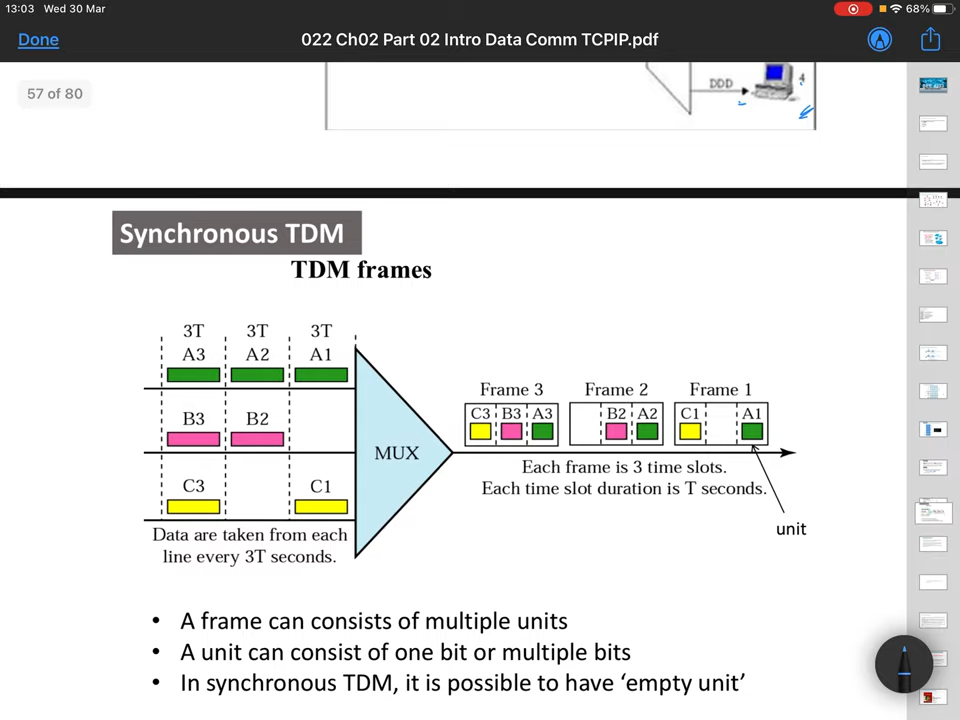 13:03 Wed 30 Mar
68%
Done
022 Ch02 Part 02 Intro Data Comm TCPIP.pdf
57 of 80
DDD
4
Synchronous TDM
TDM frames
3T 3T 3T
A3 A2 A1
B3 B2
C3 C1
MUX
Frame 3 Frame 2 Frame 1
C3 B3 A3 B2 A2 C1 A1
Each frame is 3 time slots.
Each time slot duration is T seconds.
unit
Data are taken from each
line every 3T seconds.
• A frame can consists of multiple units
• A unit can consist of one bit or multiple bits
• In synchronous TDM, it is possible to have ‘empty unit’